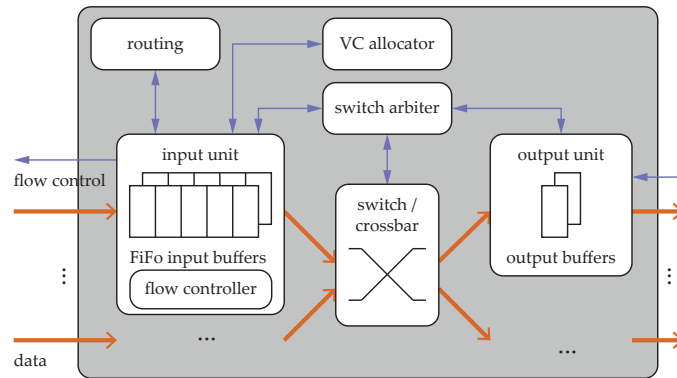 routing
VC allocator
switch arbiter
input unit
output unit
flow control
switch /
crossbar
FiFo input buffers
output buffers
flow controller
...
...
...
...
data